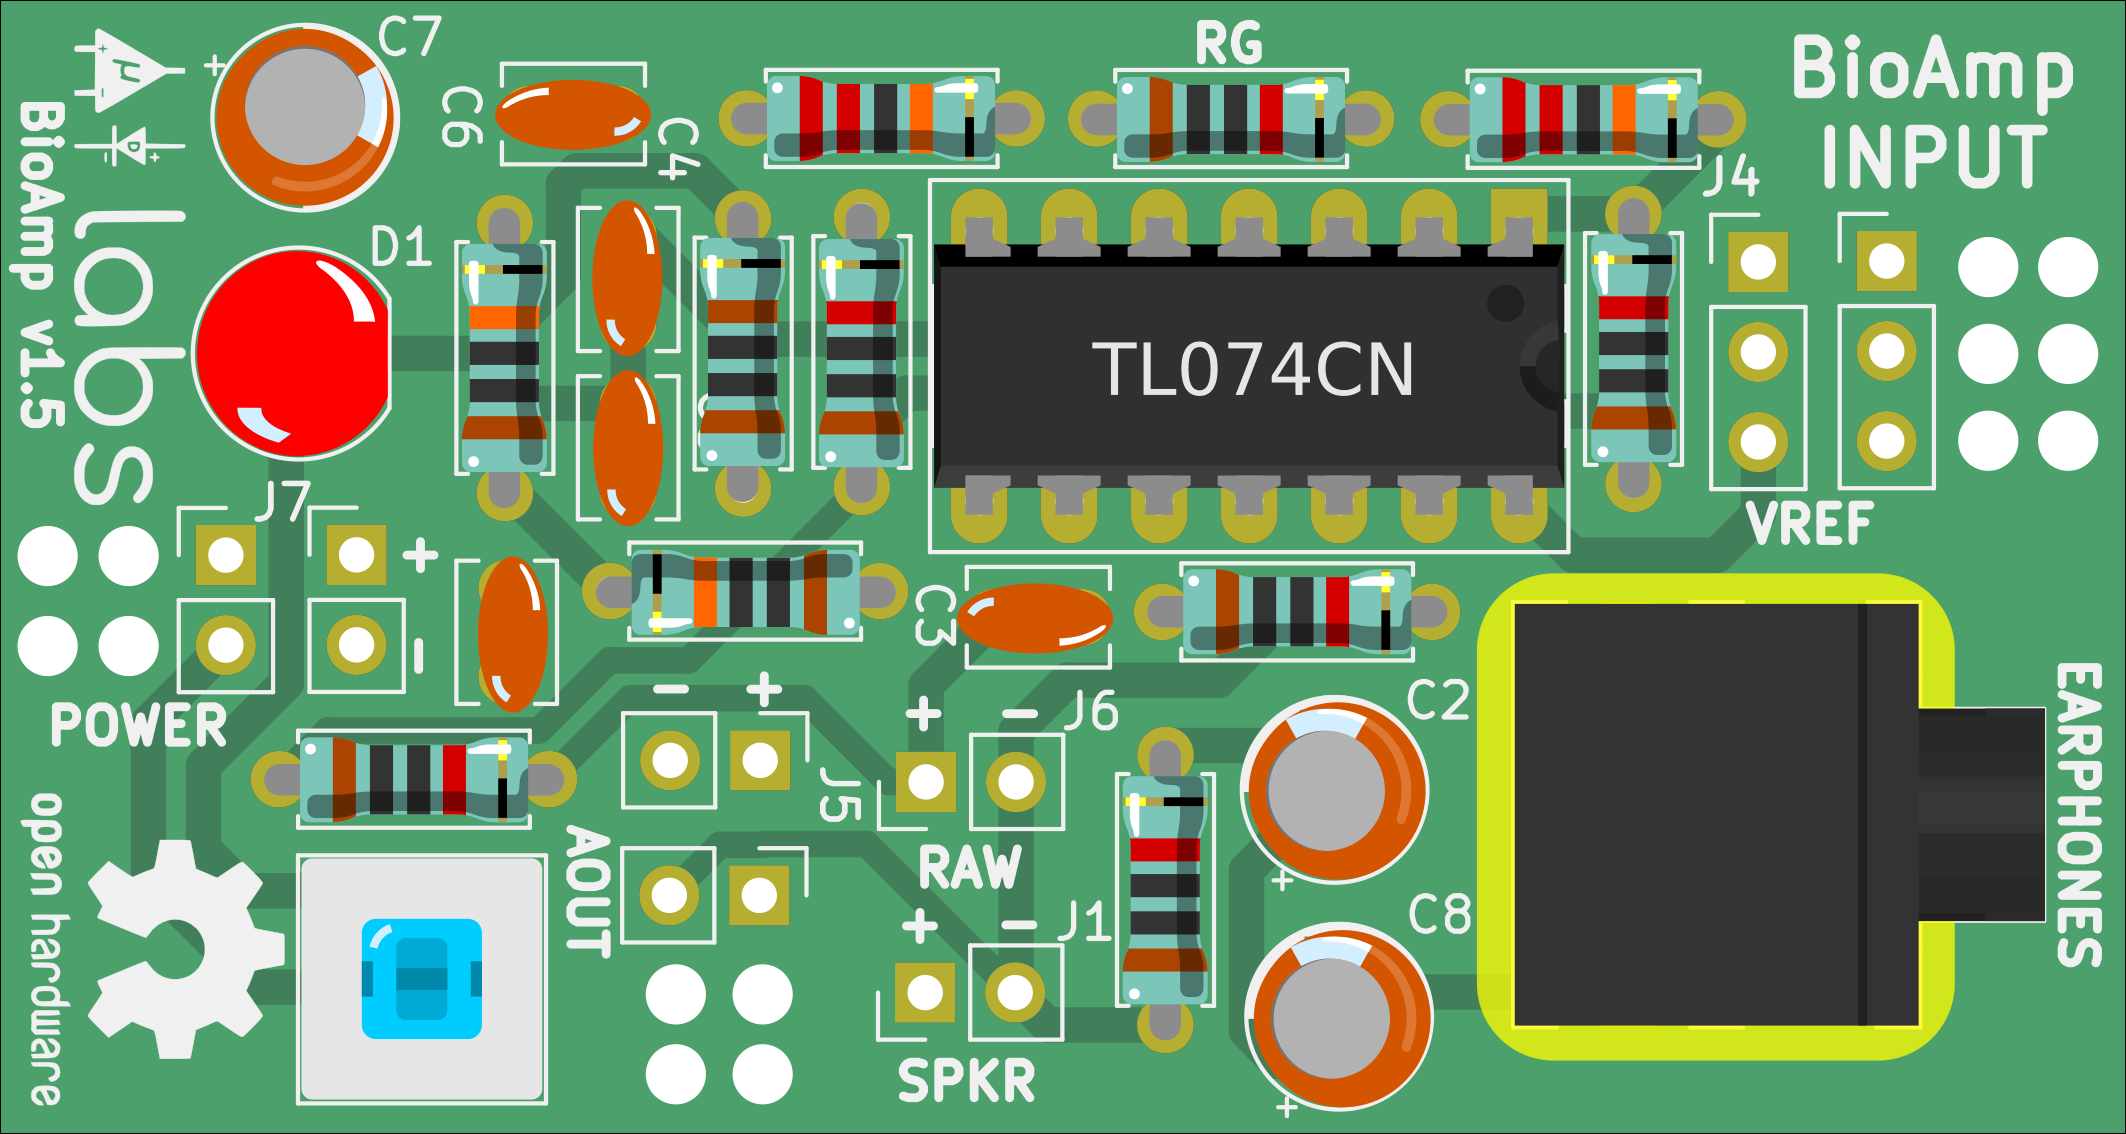 C7
RG
BioAmp
INPUT
C6
C4
J4
µ
D
labs
BioAmp v1.5
D1
TL074CN
J7
+
-
VREF
POWER
C3
- +
+ -
J6
C2
EARPHONES
J5
open hardware
AOUT
RAW
+ -
J1
C8
SPKR